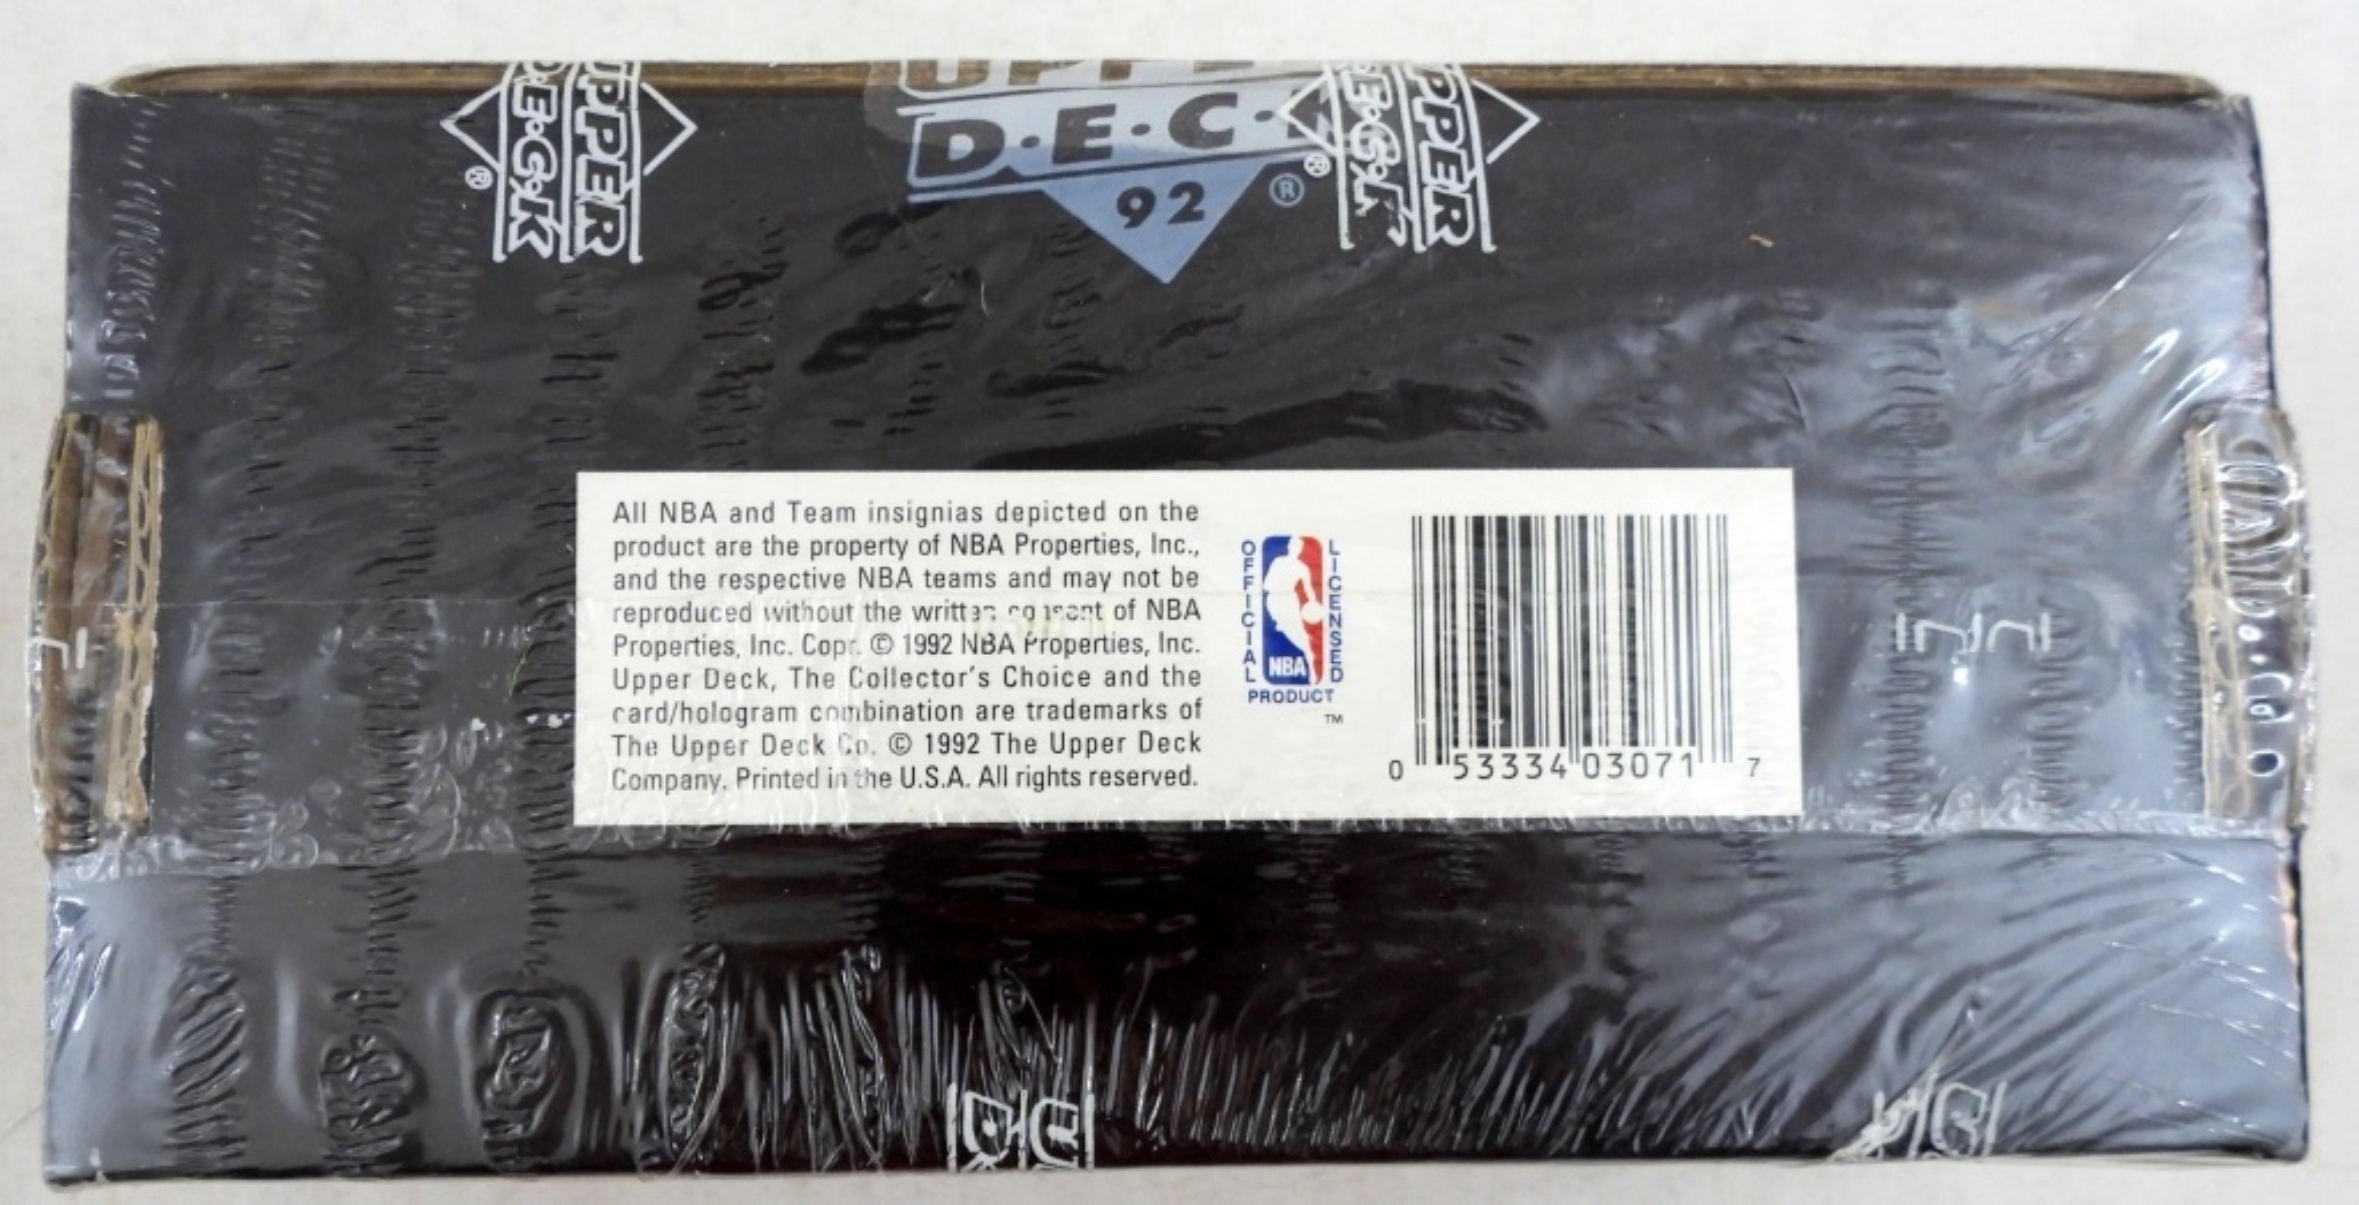 UPPER
D·E·C·K
®
UPPE
D·E·C·
92
®
UPPER
D·E·C·K
®
All NBA and Team insignias depicted on the
product are the property of NBA Properties, Inc.,
and the respective NBA teams and may not be
reproduced without the written consent of NBA
Properties, Inc. Copr. © 1992 NBA Properties, Inc.
Upper Deck, The Collector's Choice and the
card/hologram combination are trademarks of
The Upper Deck Co. © 1992 The Upper Deck
Company. Printed in the U.S.A. All rights reserved.
OFFICIAL
LICENSED
NBA
PRODUCT
TM
0 53334 03071 7